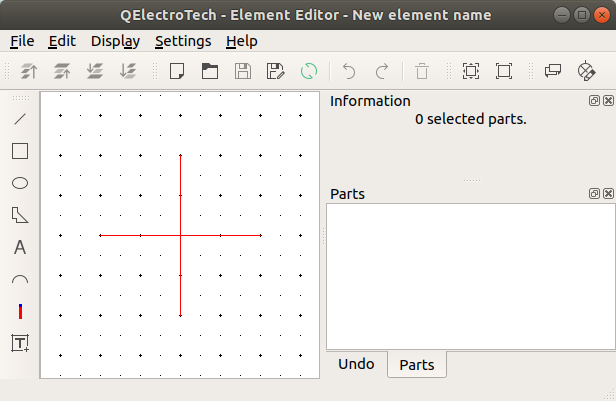 QElectroTech - Element Editor - New element name
File Edit Display Settings Help
Information
0 selected parts.
Parts
A
T
Undo Parts